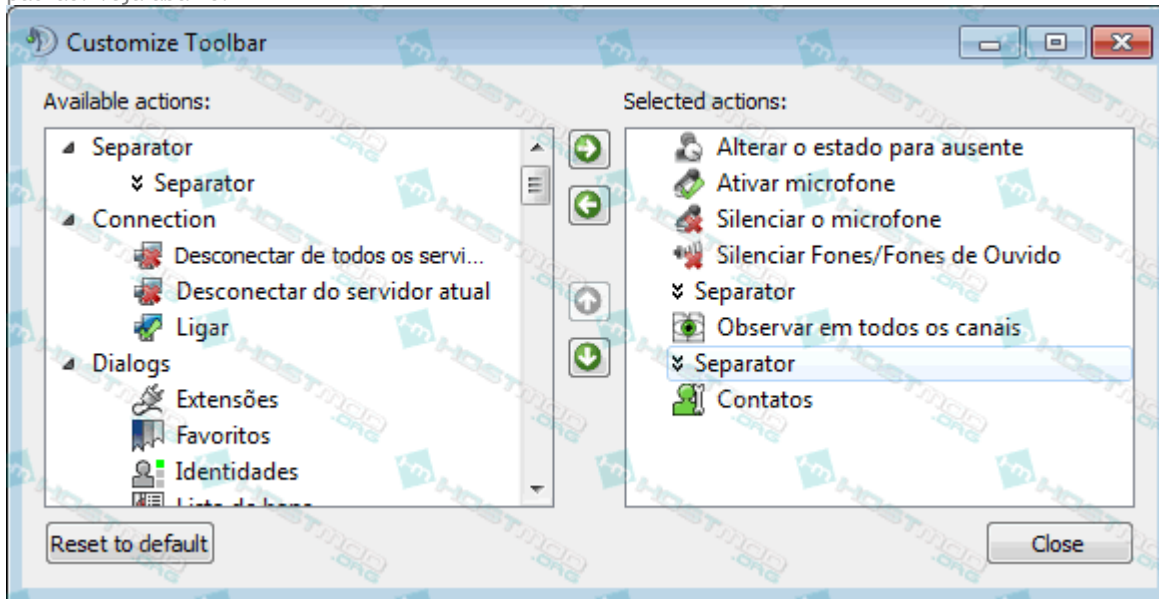 Customize Toolbar
Available actions:
Selected actions:
Separator
Separator
Connection
Desconectar de todos os servi...
Desconectar do servidor atual
Ligar
Dialogs
Extensões
Favoritos
Identidades
Alterar o estado para ausente
Ativar microfone
Silenciar o microfone
Silenciar Fones/Fones de Ouvido
Separator
Observar em todos os canais
Separator
Contatos
Reset to default
Close
HOSTMOD
.ORG